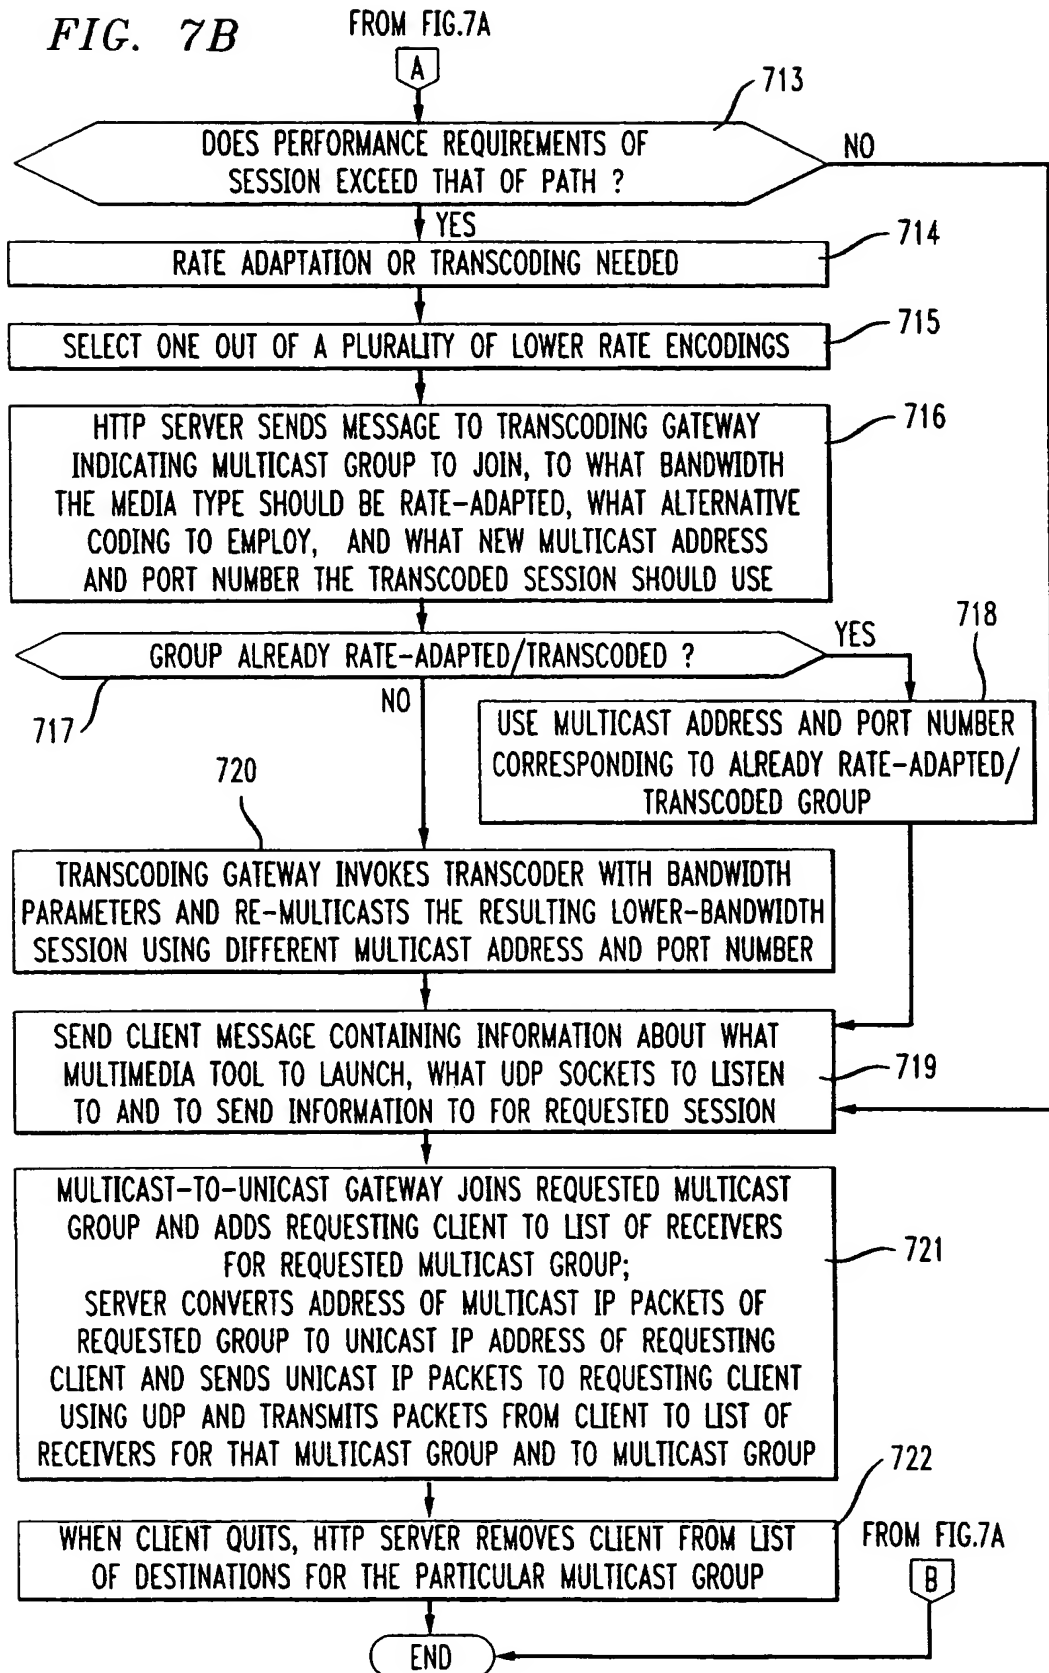 FIG. 7B
FROM FIG.7A
A
713
DOES PERFORMANCE REQUIREMENTS OF
SESSION EXCEED THAT OF PATH ?
NO
YES
714
RATE ADAPTATION OR TRANSCODING NEEDED
715
SELECT ONE OUT OF A PLURALITY OF LOWER RATE ENCODINGS
716
HTTP SERVER SENDS MESSAGE TO TRANSCODING GATEWAY
INDICATING MULTICAST GROUP TO JOIN, TO WHAT BANDWIDTH
THE MEDIA TYPE SHOULD BE RATE-ADAPTED, WHAT ALTERNATIVE
CODING TO EMPLOY, AND WHAT NEW MULTICAST ADDRESS
AND PORT NUMBER THE TRANSCODED SESSION SHOULD USE
GROUP ALREADY RATE-ADAPTED/TRANSCODED ?
YES
718
717
NO
USE MULTICAST ADDRESS AND PORT NUMBER
CORRESPONDING TO ALREADY RATE-ADAPTED/
TRANSCODED GROUP
720
TRANSCODING GATEWAY INVOKES TRANSCODER WITH BANDWIDTH
PARAMETERS AND RE-MULTICASTS THE RESULTING LOWER-BANDWIDTH
SESSION USING DIFFERENT MULTICAST ADDRESS AND PORT NUMBER
SEND CLIENT MESSAGE CONTAINING INFORMATION ABOUT WHAT
MULTIMEDIA TOOL TO LAUNCH, WHAT UDP SOCKETS TO LISTEN
TO AND TO SEND INFORMATION TO FOR REQUESTED SESSION
719
MULTICAST-TO-UNICAST GATEWAY JOINS REQUESTED MULTICAST
GROUP AND ADDS REQUESTING CLIENT TO LIST OF RECEIVERS
FOR REQUESTED MULTICAST GROUP;
SERVER CONVERTS ADDRESS OF MULTICAST IP PACKETS OF
REQUESTED GROUP TO UNICAST IP ADDRESS OF REQUESTING
CLIENT AND SENDS UNICAST IP PACKETS TO REQUESTING CLIENT
USING UDP AND TRANSMITS PACKETS FROM CLIENT TO LIST OF
RECEIVERS FOR THAT MULTICAST GROUP AND TO MULTICAST GROUP
721
722
WHEN CLIENT QUITS, HTTP SERVER REMOVES CLIENT FROM LIST
OF DESTINATIONS FOR THE PARTICULAR MULTICAST GROUP
FROM FIG.7A
B
END